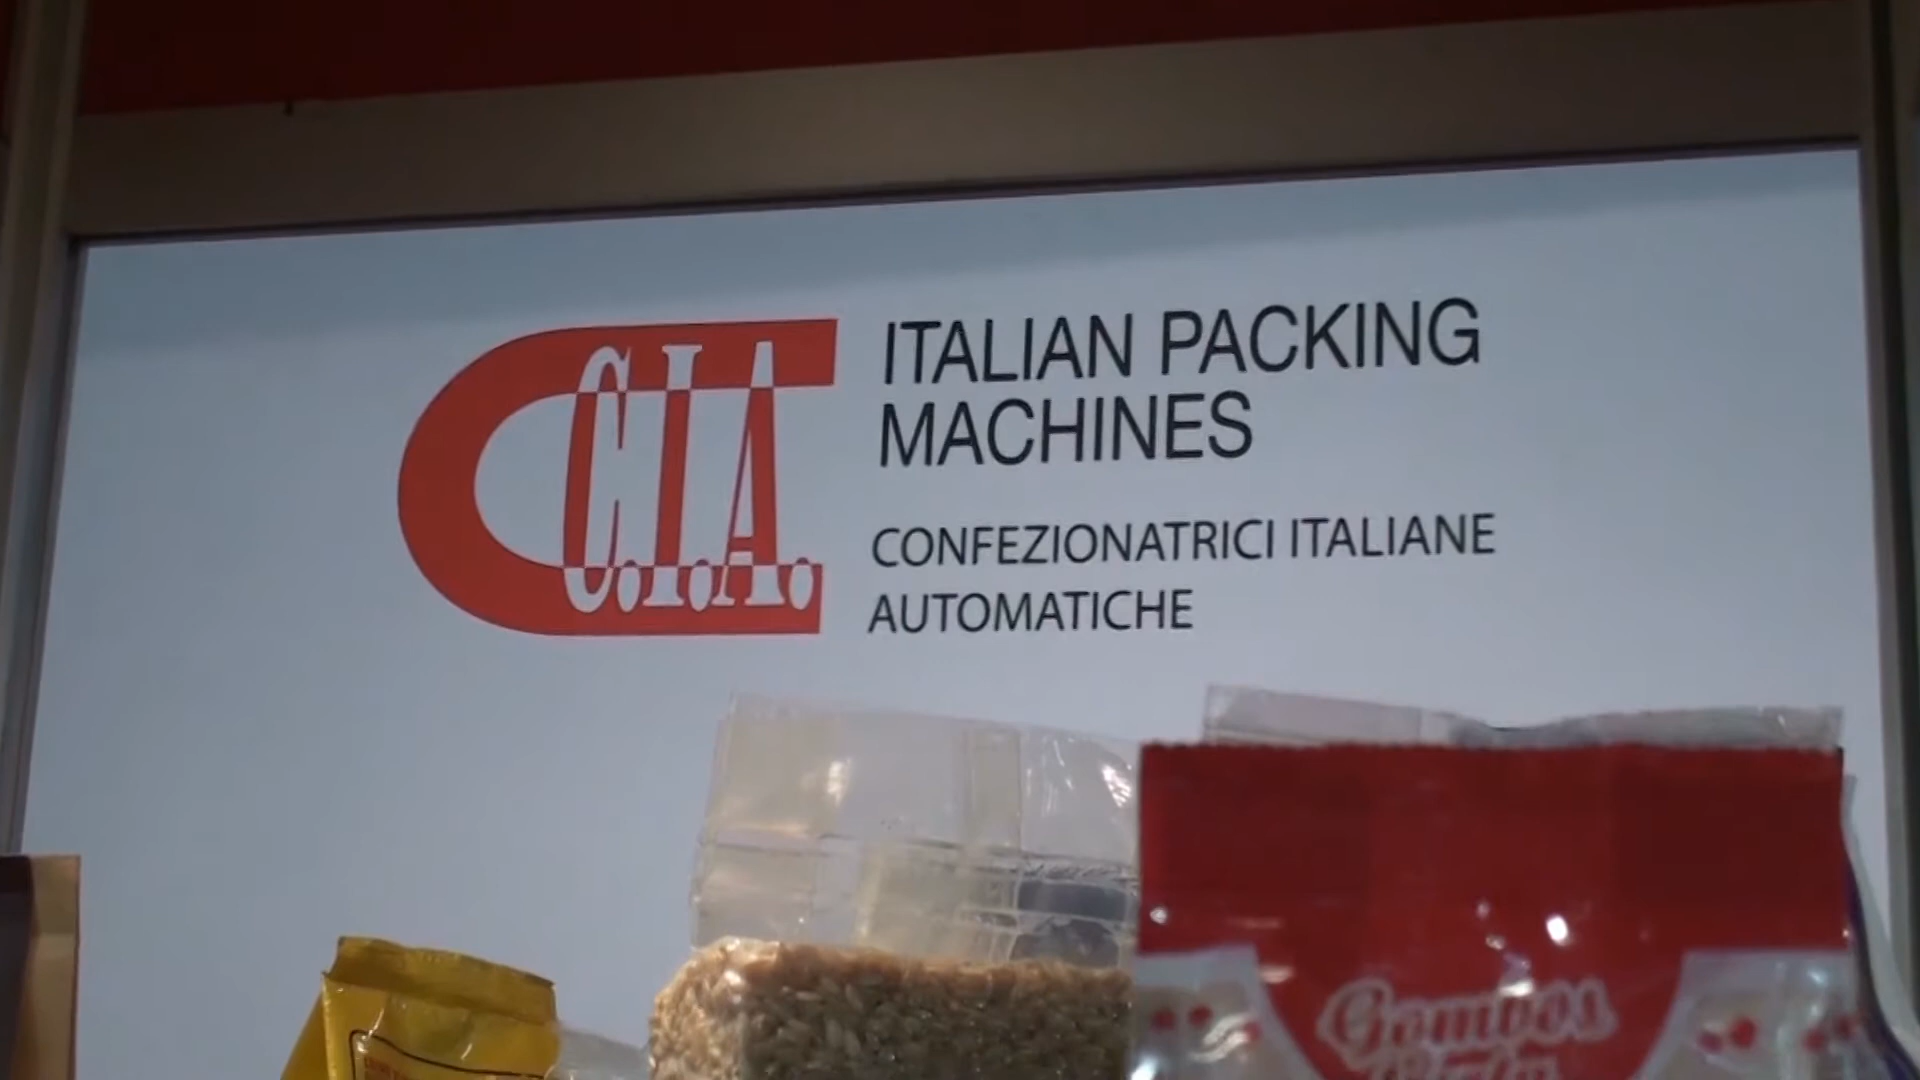 C.I.A.
ITALIAN PACKING
MACHINES
CONFEZIONATRICI ITALIANE
AUTOMATICHE